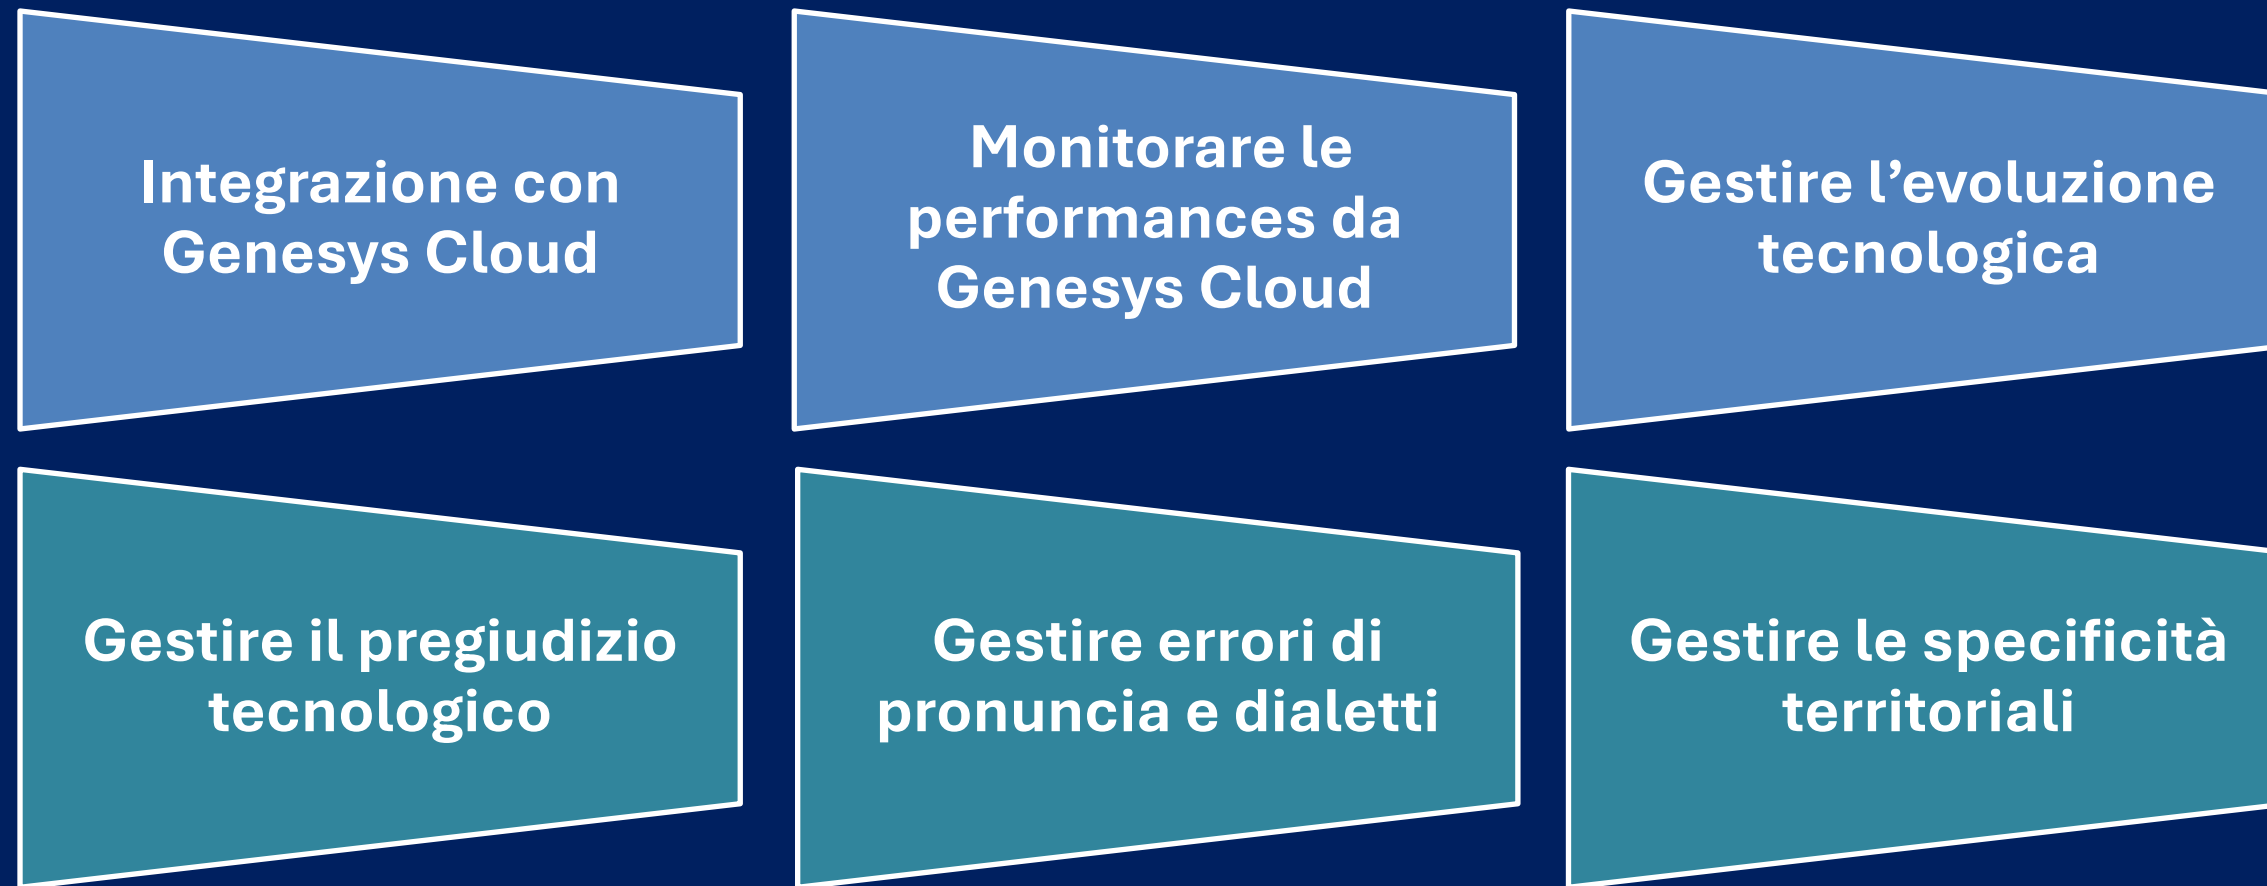 Integrazione con
Genesys Cloud
Monitorare le
performances da
Genesys Cloud
Gestire l’evoluzione
tecnologica
Gestire il pregiudizio
tecnologico
Gestire errori di
pronuncia e dialetti
Gestire le specificità
territoriali